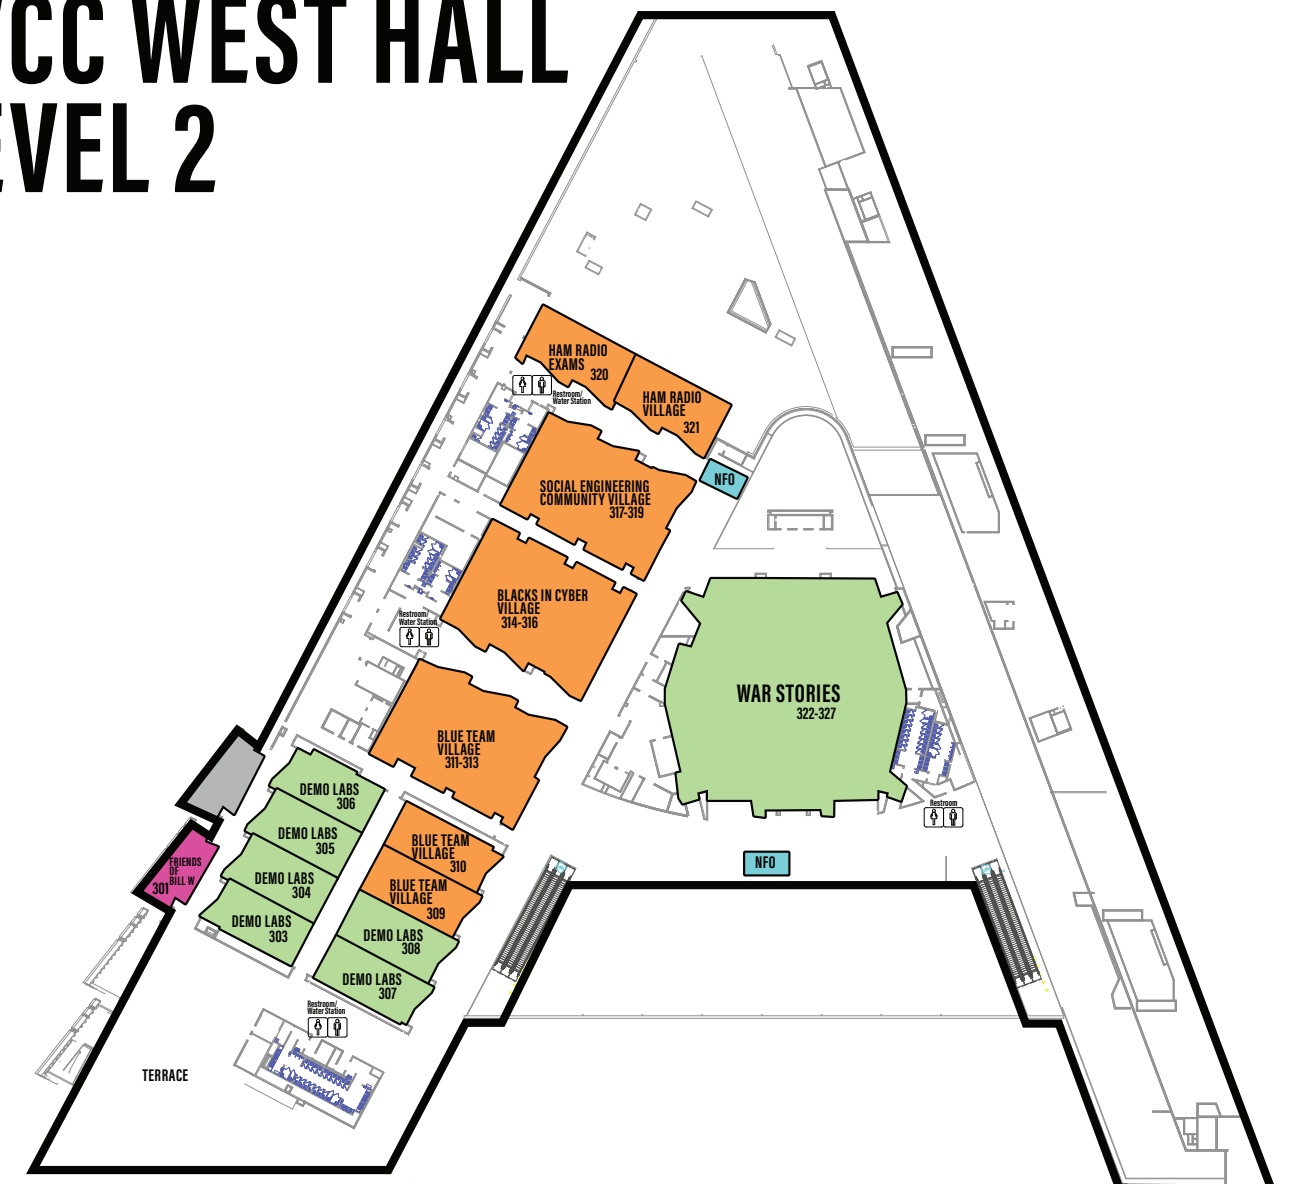 CC WEST HALL
EVEL 2
HAM RADIO
EXAMS
320
Restroom/
Water Station
HAM RADIO
VILLAGE
321
NFO
SOCIAL ENGINEERING
COMMUNITY VILLAGE
317-319
BLACKS IN CYBER
VILLAGE
314-316
Restroom/
Water Station
WAR STORIES
322-327
BLUE TEAM
VILLAGE
311-313
DEMO LABS
306
DEMO LABS
305
DEMO LABS
304
DEMO LABS
303
FRIENDS
OF
BILL W
301
BLUE TEAM
VILLAGE
310
BLUE TEAM
VILLAGE
309
DEMO LABS
308
DEMO LABS
307
Restroom
NFO
Restroom/
Water Station
TERRACE